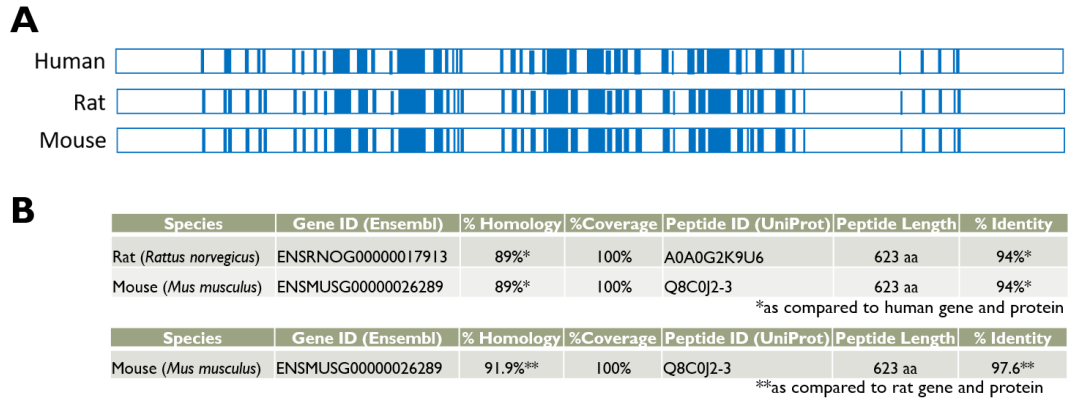 A
Human
Rat
Mouse
B
Species Gene ID (Ensembl) % Homology %Coverage Peptide ID (UniProt) Peptide Length % Identity
Rat (Rattus norvegicus) ENSRNOG00000017913 89%* 100% A0A0G2K9U6 623 aa 94%*
Mouse (Mus musculus) ENSMUSG00000026289 89%* 100% Q8C0J2-3 623 aa 94%*
*as compared to human gene and protein
Species Gene ID (Ensembl) % Homology %Coverage Peptide ID (UniProt) Peptide Length % Identity
Mouse (Mus musculus) ENSMUSG00000026289 91.9%** 100% Q8C0J2-3 623 aa 97.6**
**as compared to rat gene and protein